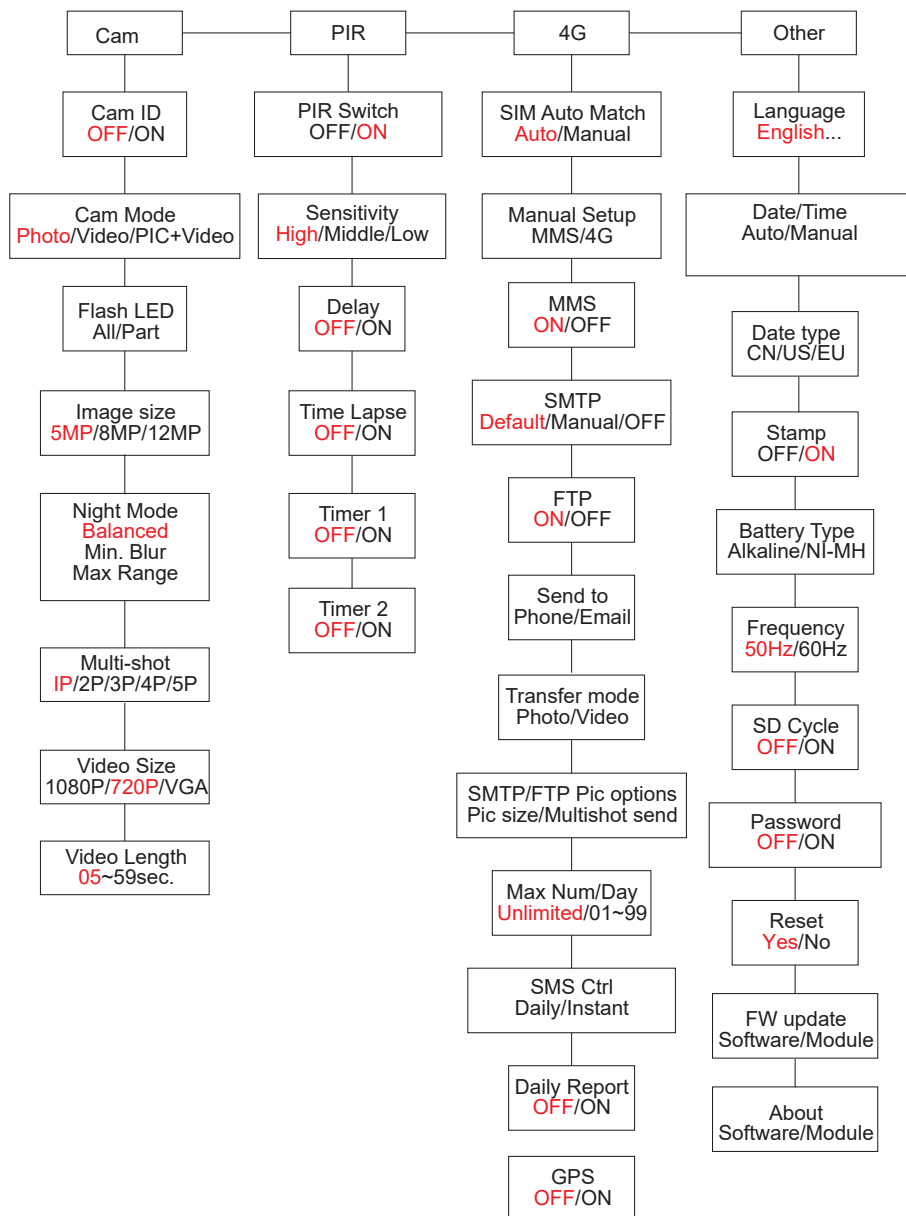 Cam
PIR
4G
Other
Cam ID
OFF/ON
Cam Mode
Photo/Video/PIC+Video
Flash LED
All/Part
Image size
5MP/8MP/12MP
Night Mode
Balanced
Min. Blur
Max Range
Multi-shot
IP/2P/3P/4P/5P
Video Size
1080P/720P/VGA
Video Length
05~59sec.
PIR Switch
OFF/ON
Sensitivity
High/Middle/Low
Delay
OFF/ON
Time Lapse
OFF/ON
Timer 1
OFF/ON
Timer 2
OFF/ON
SIM Auto Match
Auto/Manual
Manual Setup
MMS/4G
MMS
ON/OFF
SMTP
Default/Manual/OFF
FTP
ON/OFF
Send to
Phone/Email
Transfer mode
Photo/Video
SMTP/FTP Pic options
Pic size/Multishot send
Max Num/Day
Unlimited/01~99
SMS Ctrl
Daily/Instant
Daily Report
OFF/ON
GPS
OFF/ON
Language
English...
Date/Time
Auto/Manual
Date type
CN/US/EU
Stamp
OFF/ON
Battery Type
Alkaline/NI-MH
Frequency
50Hz/60Hz
SD Cycle
OFF/ON
Password
OFF/ON
Reset
Yes/No
FW update
Software/Module
About
Software/Module